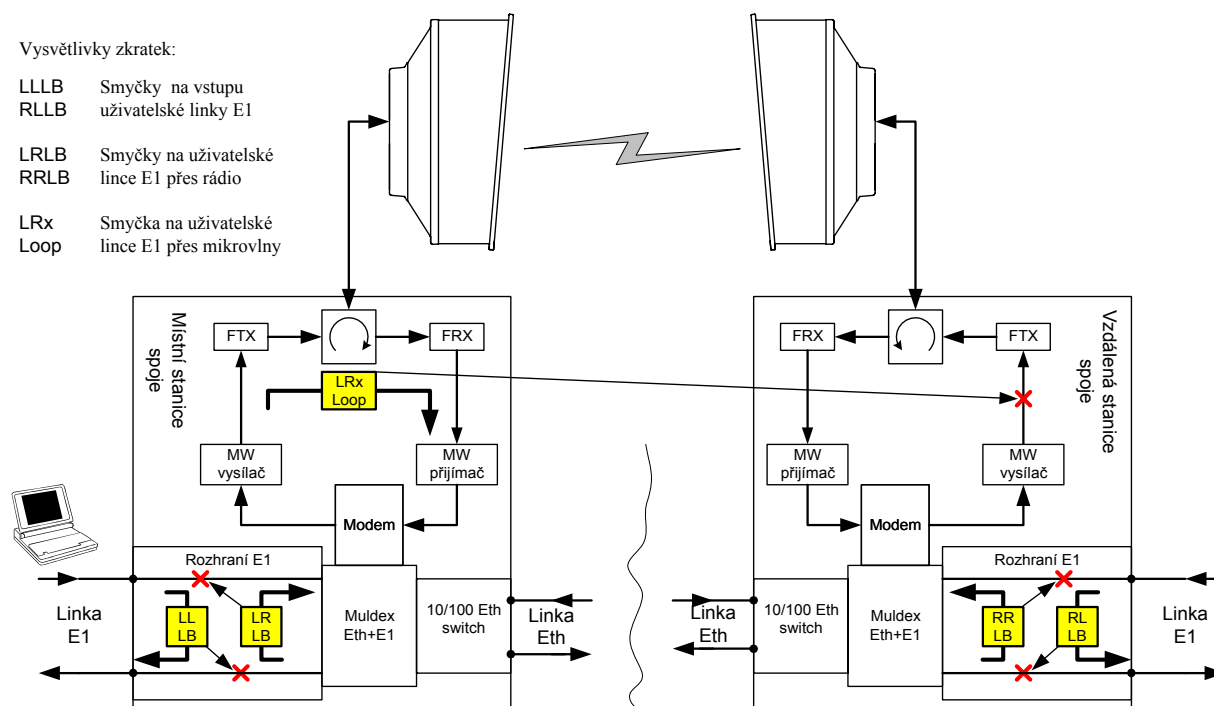 Vysvětlivky zkratek:
LLLB Smyčky na vstupu
RLLB uživatelské linky E1
LRLB Smyčky na uživatelské
RRLB lince E1 přes rádio
LRx Smyčka na uživatelské
Loop lince E1 přes mikrovlny
Místní stanice
spoje
FTX
FRX
LRx
Loop
MW
vysílač
MW
přijímač
Modem
Rozhraní E1
Linka
E1
LL
LB
LR
LB
Muldex
Eth+E1
10/100 Eth
switch
Linka
Eth
Vzdálená stanice
spoje
FRX
FTX
MW
přijímač
MW
vysílač
Modem
Rozhraní E1
Linka
Eth
10/100 Eth
switch
Muldex
Eth+E1
RR
LB
RL
LB
Linka
E1